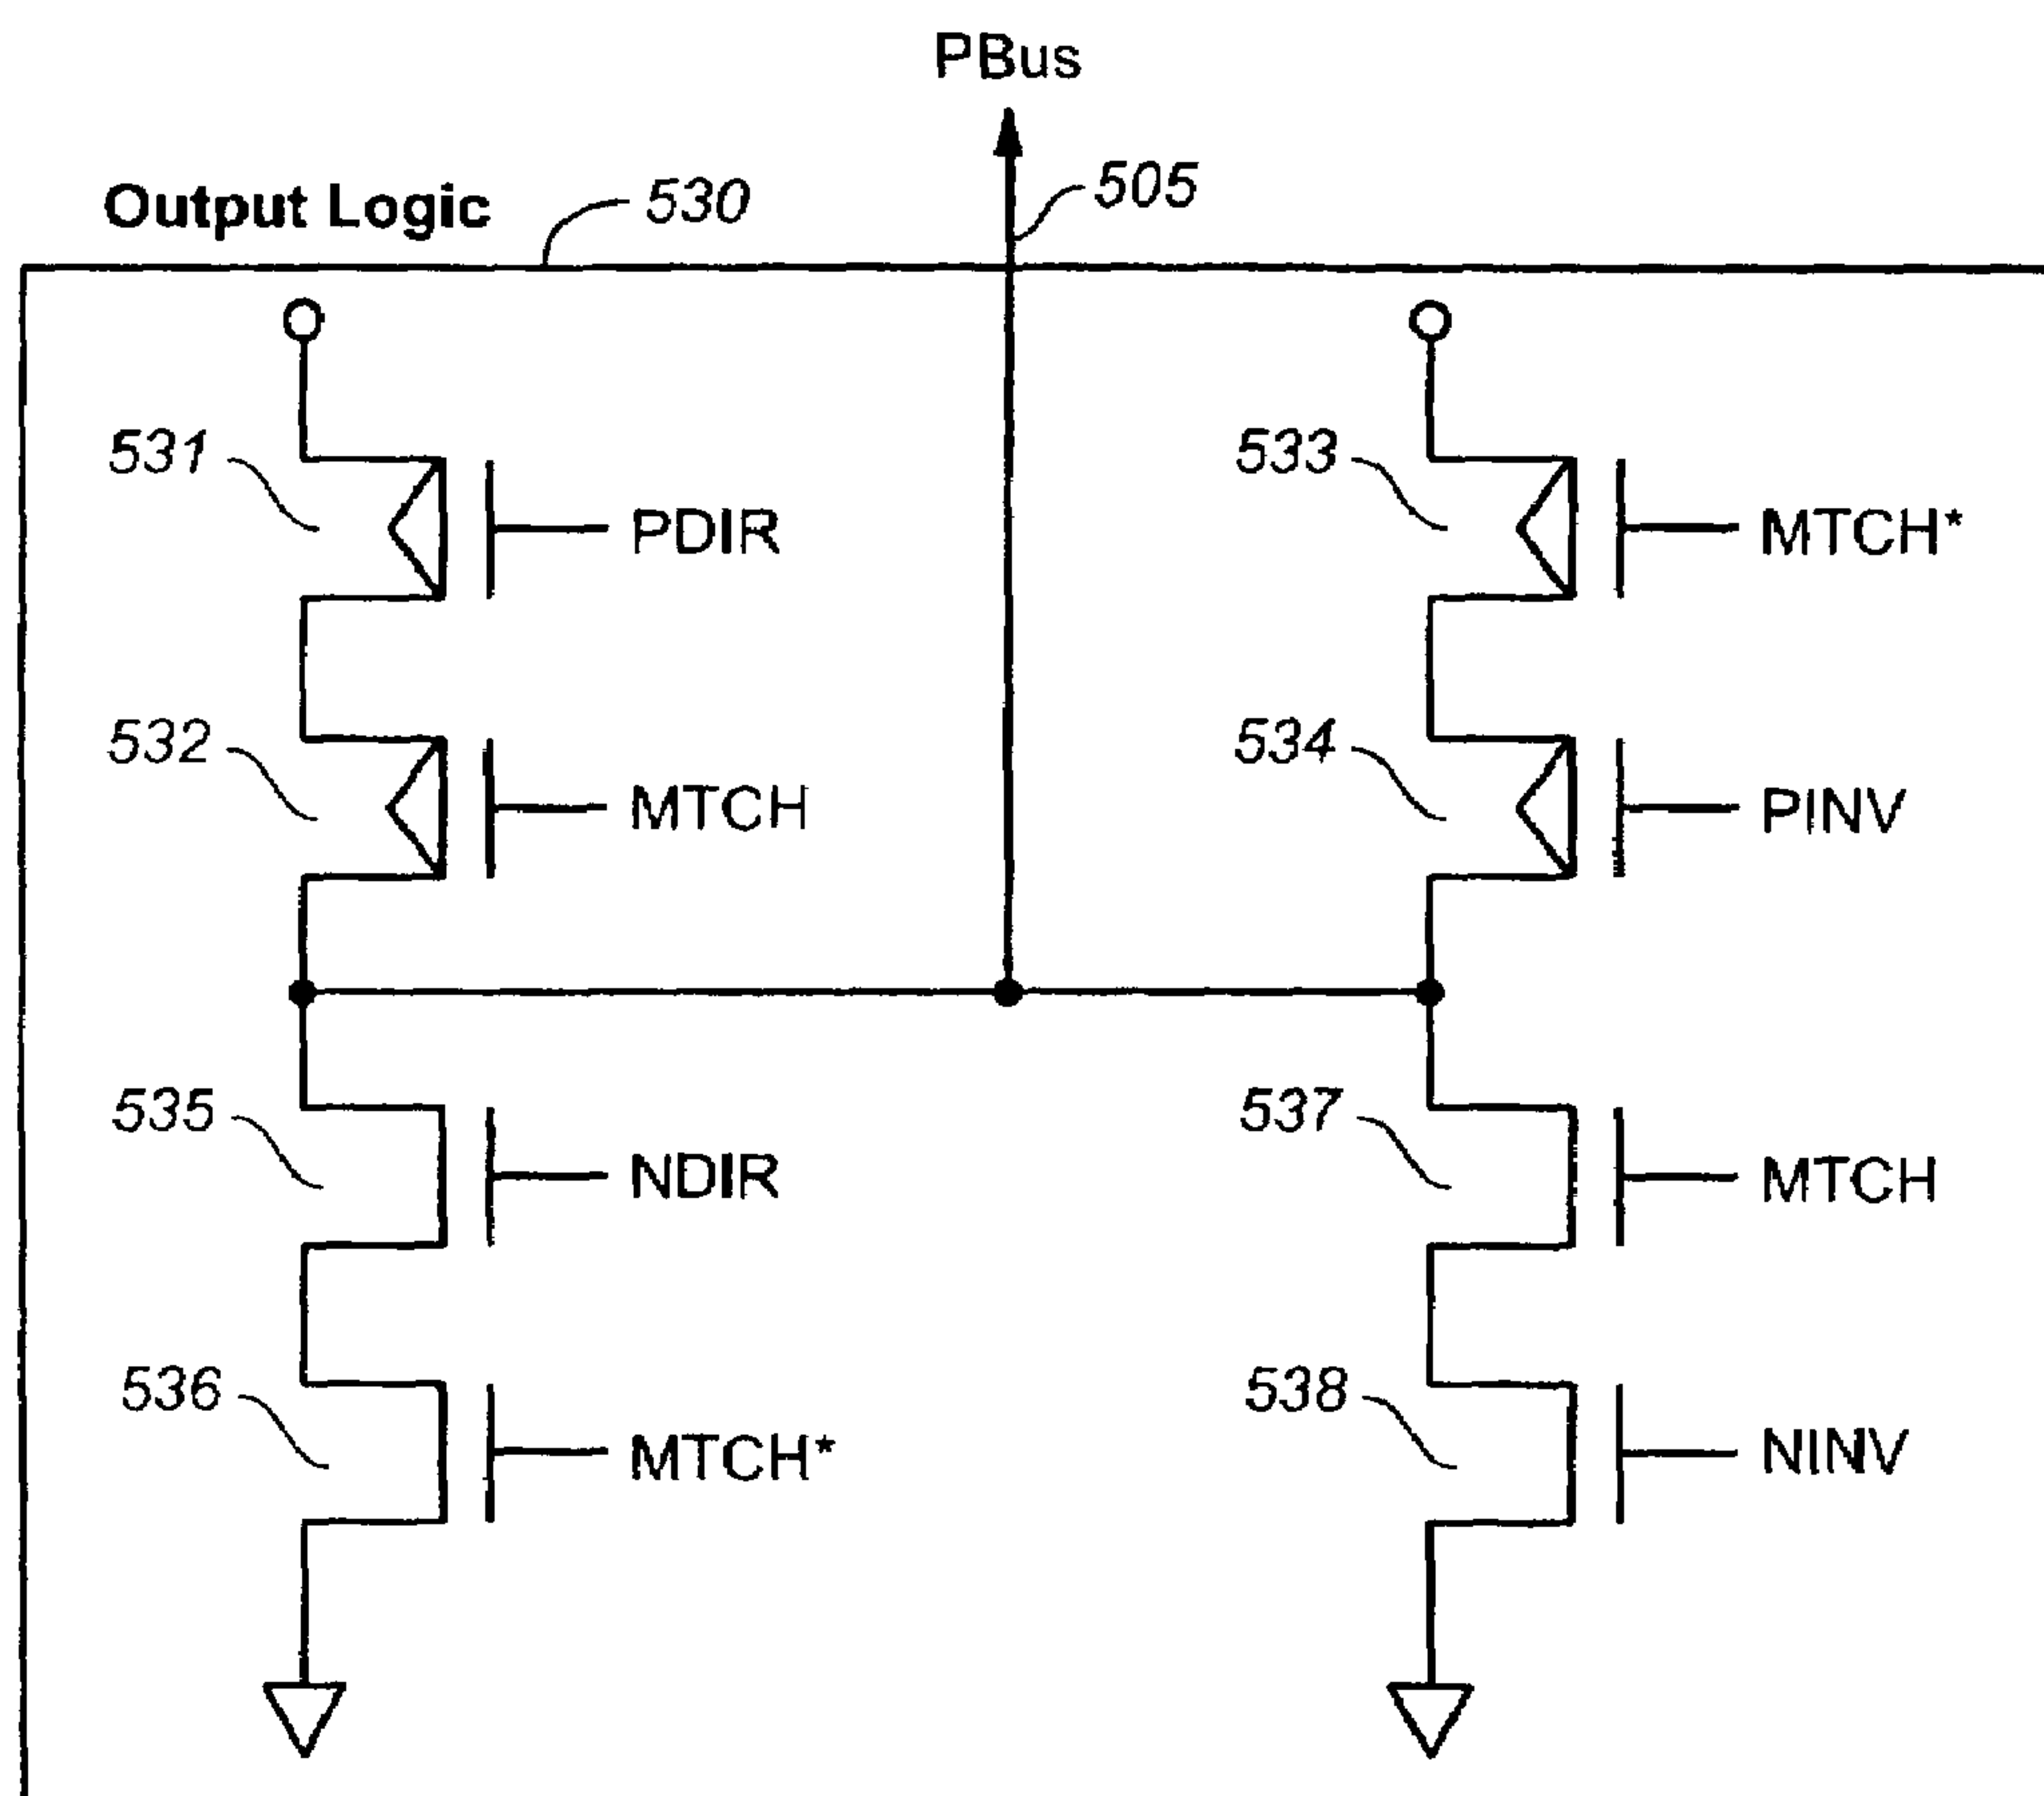 PBus
Output Logic
530
505
531
PDIR
533
MTCH*
532
MTCH
534
PINV
535
NDIR
537
MTCH
536
MTCH*
538
NINV